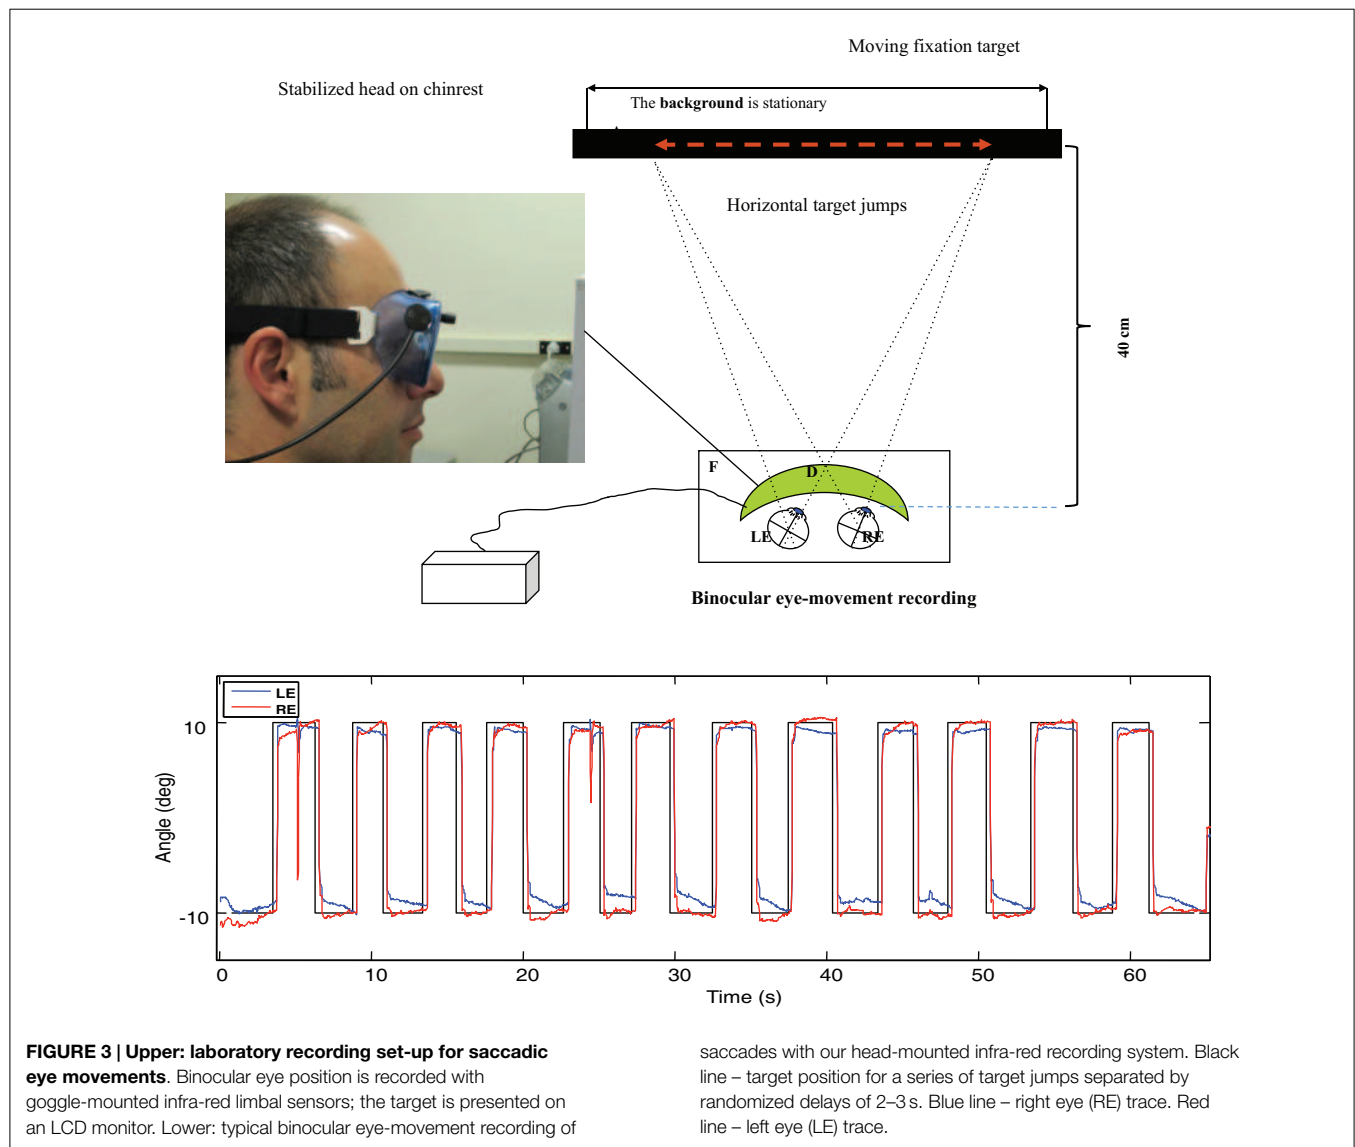 Moving fixation target
Stabilized head on chinrest
The background is stationary
Horizontal target jumps
40 cm
F
D
LE
RE
Binocular eye-movement recording
LE
RE
10
-10
Angle (deg)
0 10 20 30 40 50 60
Time (s)
FIGURE 3 | Upper: laboratory recording set-up for saccadic
eye movements. Binocular eye position is recorded with
goggle-mounted infra-red limbal sensors; the target is presented on
an LCD monitor. Lower: typical binocular eye-movement recording of
saccades with our head-mounted infra-red recording system. Black
line – target position for a series of target jumps separated by
randomized delays of 2–3 s. Blue line – right eye (RE) trace. Red
line – left eye (LE) trace.